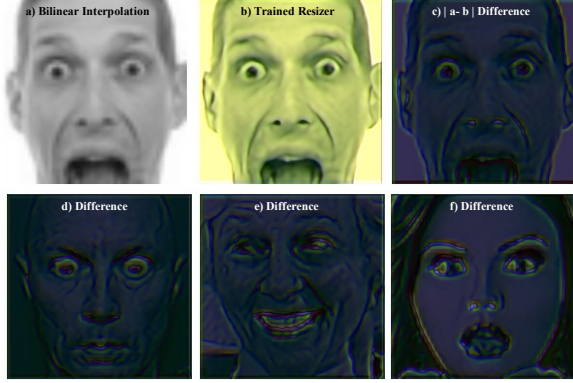 a) Bilinear Interpolation
b) Trained Resizer
c) | a- b | Difference
d) Difference
e) Difference
f) Difference